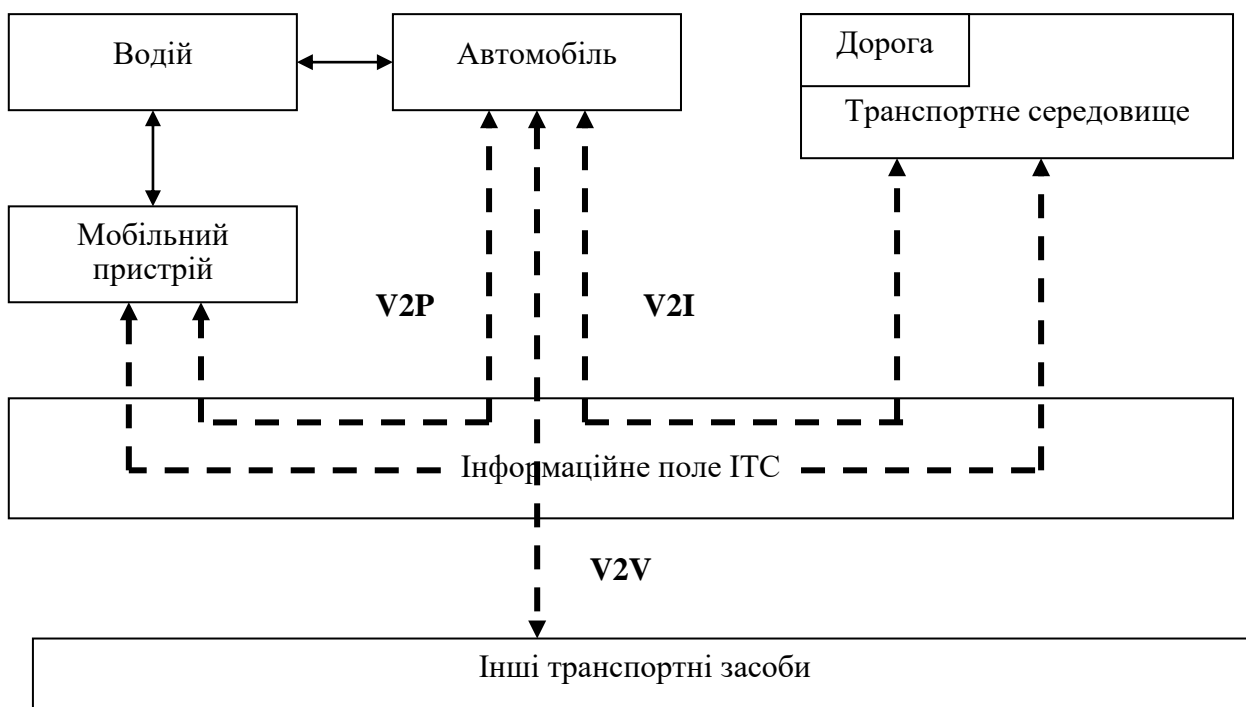 Водій
Автомобіль
Дорога
Транспортне середовище
Мобільний
пристрій
V2P
V2I
Інформаційне поле ІТС
V2V
Інші транспортні засоби